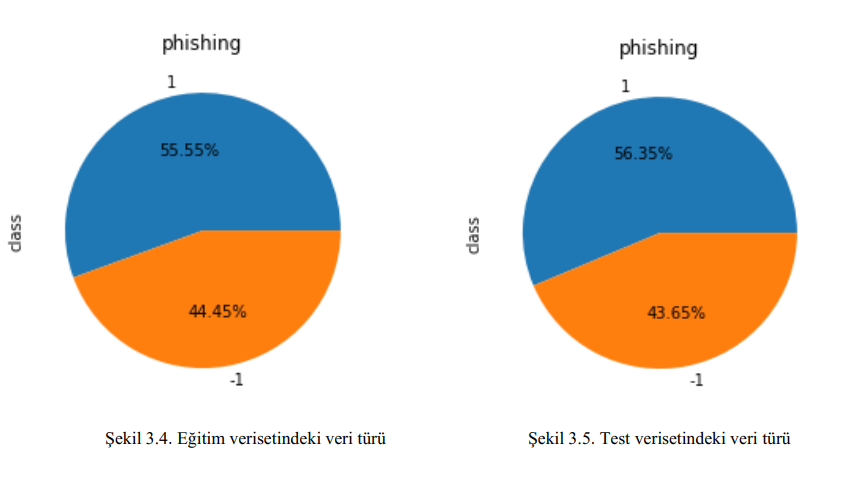 phishing
1
55.55%
class
44.45%
-1
Şekil 3.4. Eğitim verisetindeki veri türü
phishing
1
56.35%
class
43.65%
-1
Şekil 3.5. Test verisetindeki veri türü